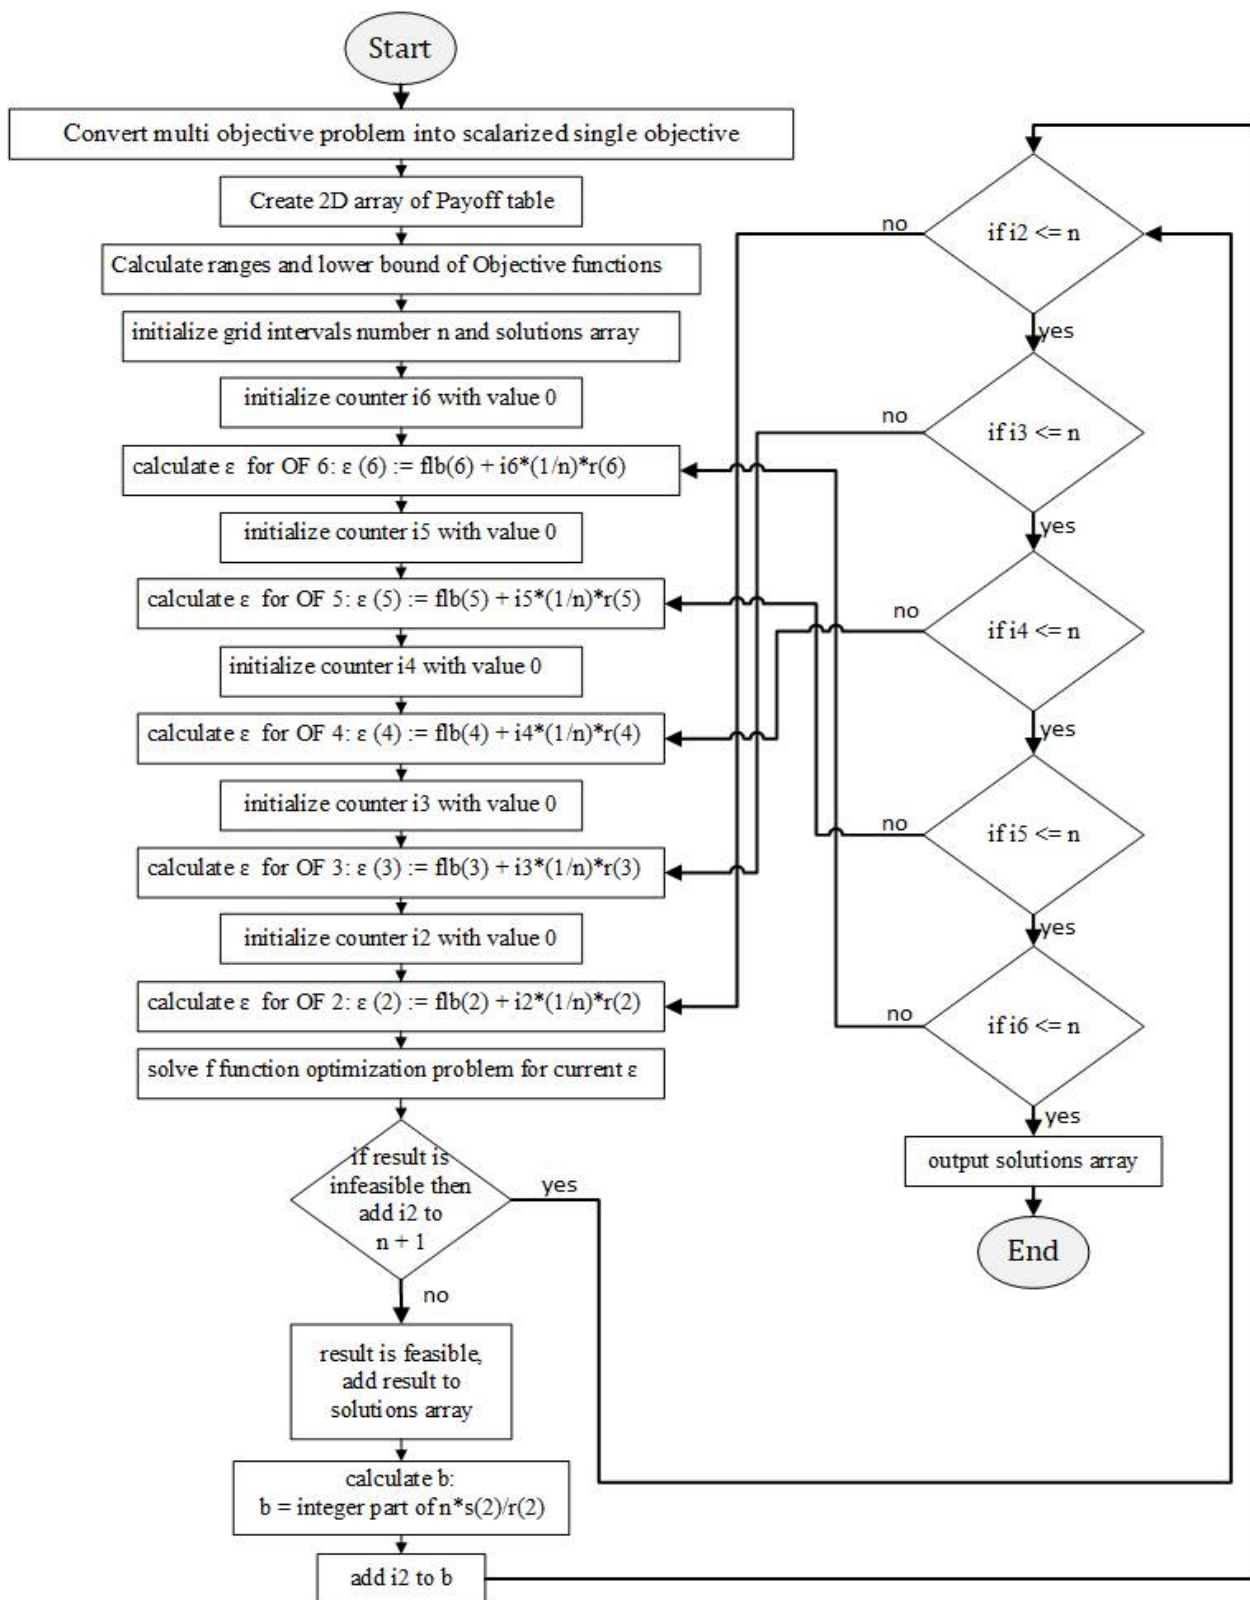 Start
Convert multi objective problem into scalarized single objective
Create 2D array of Payoff table
Calculate ranges and lower bound of Objective functions
initialize grid intervals number n and solutions array
initialize counter i6 with value 0
calculate ε for OF 6: ε (6) := flb(6) + i6*(1/n)*r(6)
initialize counter i5 with value 0
calculate ε for OF 5: ε (5) := flb(5) + i5*(1/n)*r(5)
initialize counter i4 with value 0
calculate ε for OF 4: ε (4) := flb(4) + i4*(1/n)*r(4)
initialize counter i3 with value 0
calculate ε for OF 3: ε (3) := flb(3) + i3*(1/n)*r(3)
initialize counter i2 with value 0
calculate ε for OF 2: ε (2) := flb(2) + i2*(1/n)*r(2)
solve f function optimization problem for current ε
if result is
infeasible then
add i2 to
n + 1
yes
no
result is feasible,
add result to
solutions array
calculate b:
b = integer part of n*s(2)/r(2)
add i2 to b
if i2 <= n
no
yes
if i3 <= n
no
yes
if i4 <= n
no
yes
if i5 <= n
no
yes
if i6 <= n
no
yes
output solutions array
End